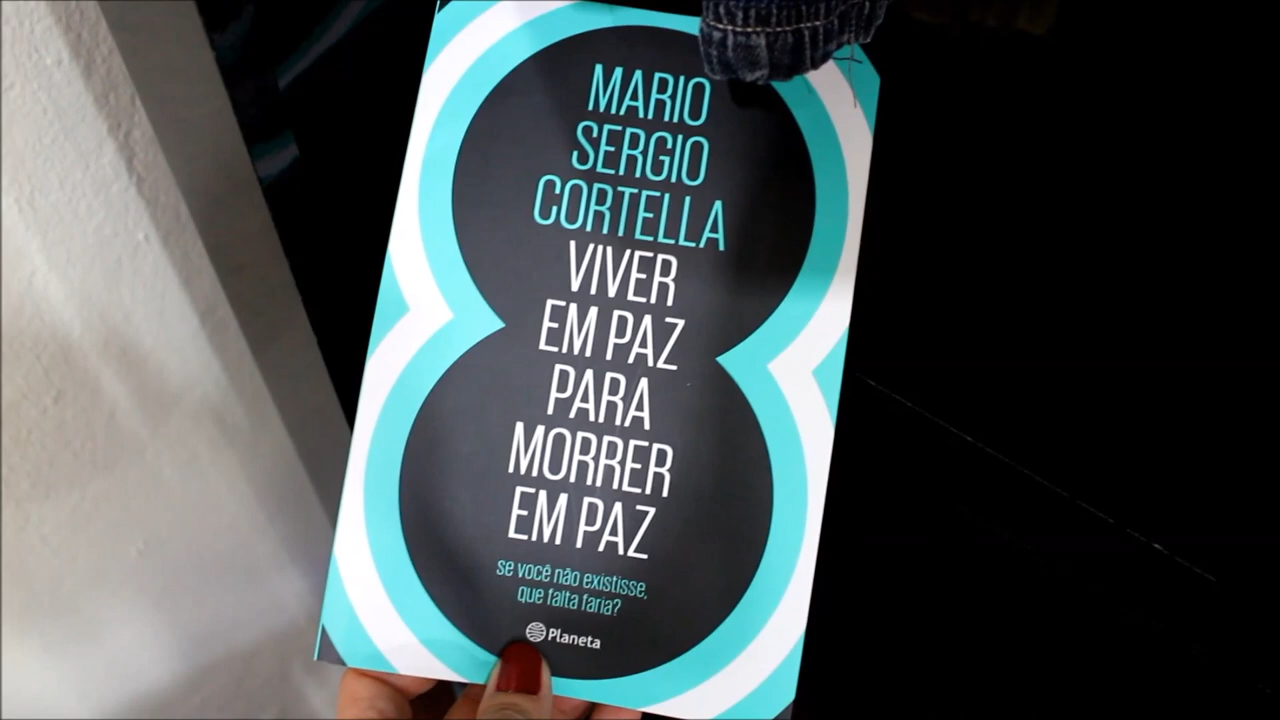 MARIO
SERGIO
CORTELLA
VIVER
EM PAZ
PARA
MORRER
EM PAZ
se você não existisse,
que falta faria?
Planeta